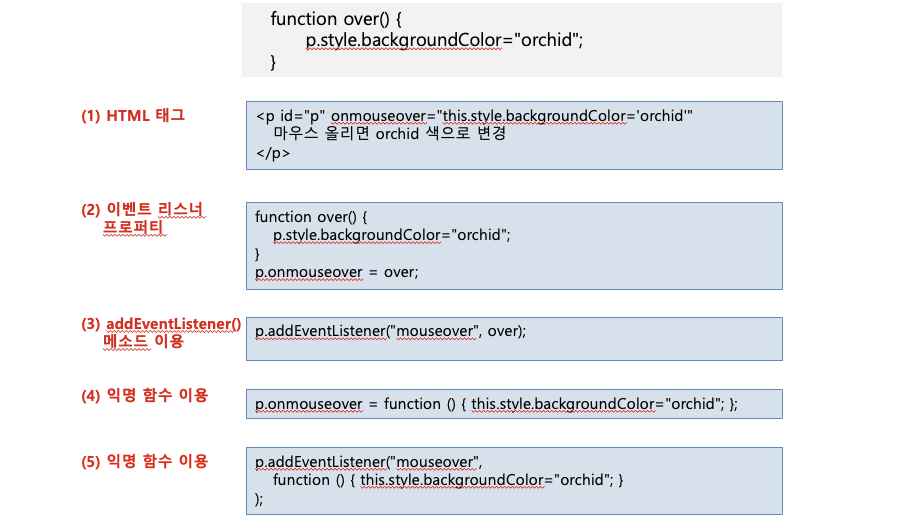 function over() {
p.style.backgroundColor="orchid";
}
(1) HTML 태그
<p id="p" onmouseover="this.style.backgroundColor='orchid'"
마우스 올리면 orchid 색으로 변경
</p>
(2) 이벤트 리스너
프로퍼티
function over() {
p.style.backgroundColor="orchid";
}
p.onmouseover = over;
(3) addEventListener()
메소드 이용
p.addEventListener("mouseover", over);
(4) 익명 함수 이용
p.onmouseover = function () { this.style.backgroundColor="orchid"; };
(5) 익명 함수 이용
p.addEventListener("mouseover",
function () { this.style.backgroundColor="orchid"; }
);